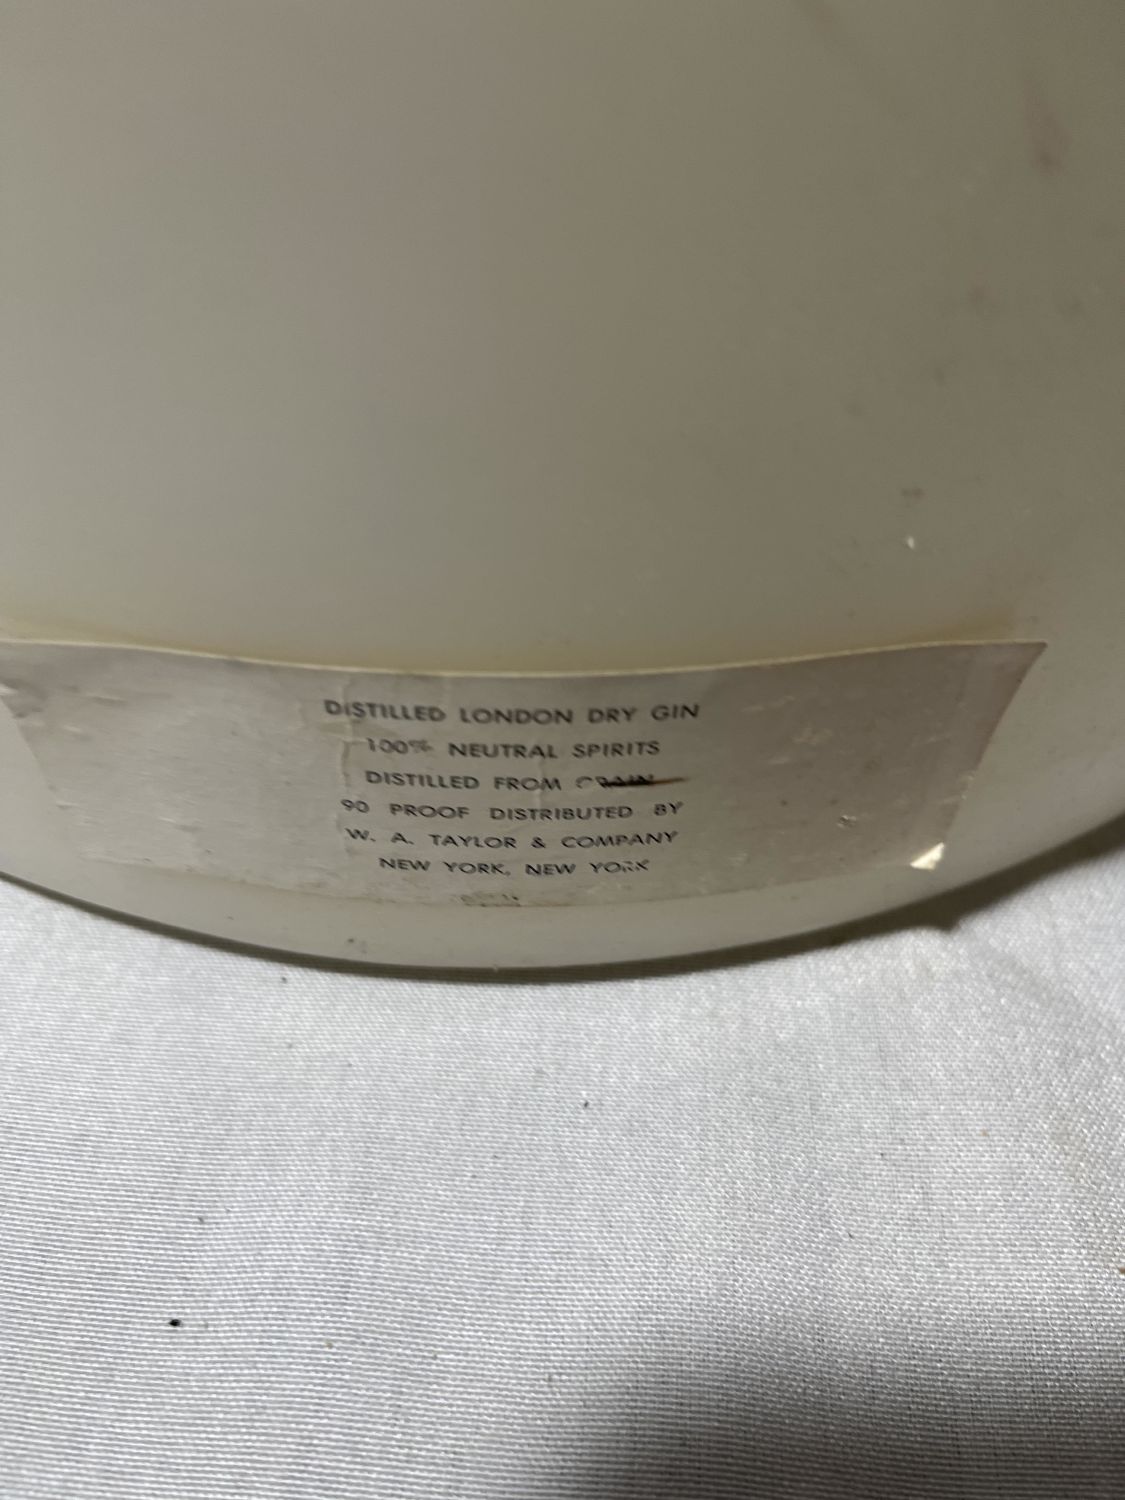 DISTILLED LONDON DRY GIN
100% NEUTRAL SPIRITS
DISTILLED FROM GRAIN
90 PROOF DISTRIBUTED BY
W. A. TAYLOR & COMPANY
NEW YORK, NEW YORK